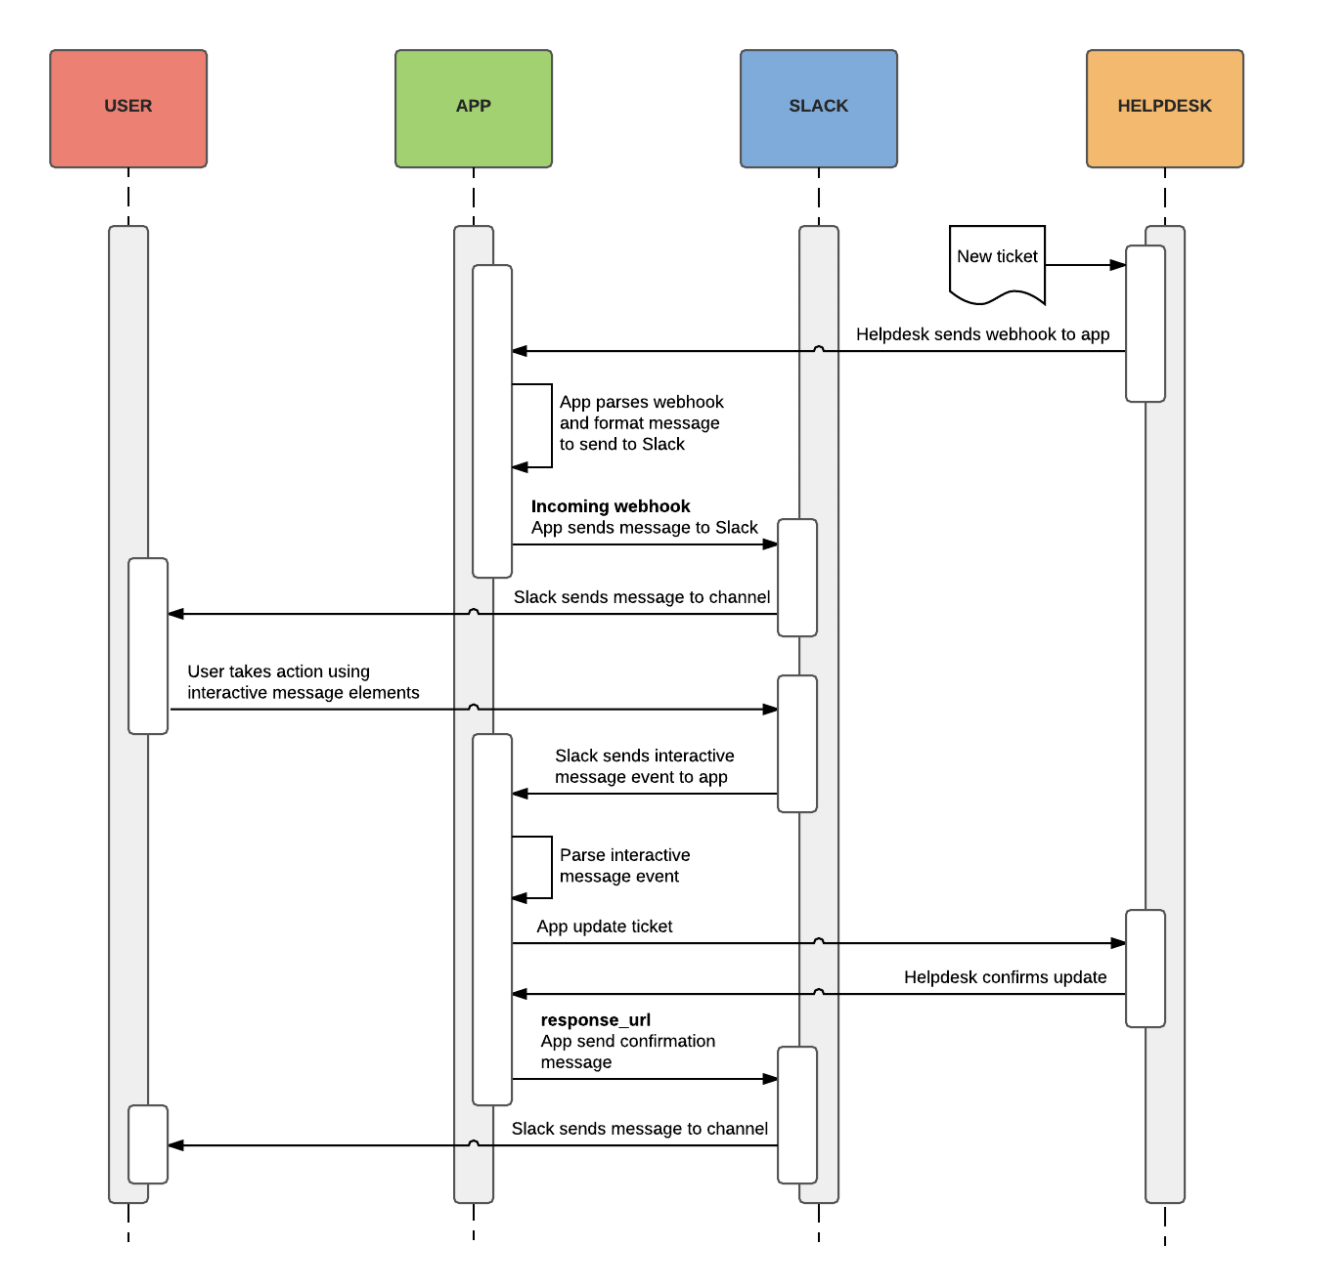 USER
APP
SLACK
HELPDESK
New ticket
Helpdesk sends webhook to app
App parses webhook
and format message
to send to Slack
Incoming webhook
App sends message to Slack
Slack sends message to channel
User takes action using
interactive message elements
Slack sends interactive
message event to app
Parse interactive
message event
App update ticket
Helpdesk confirms update
response_url
App send confirmation
message
Slack sends message to channel